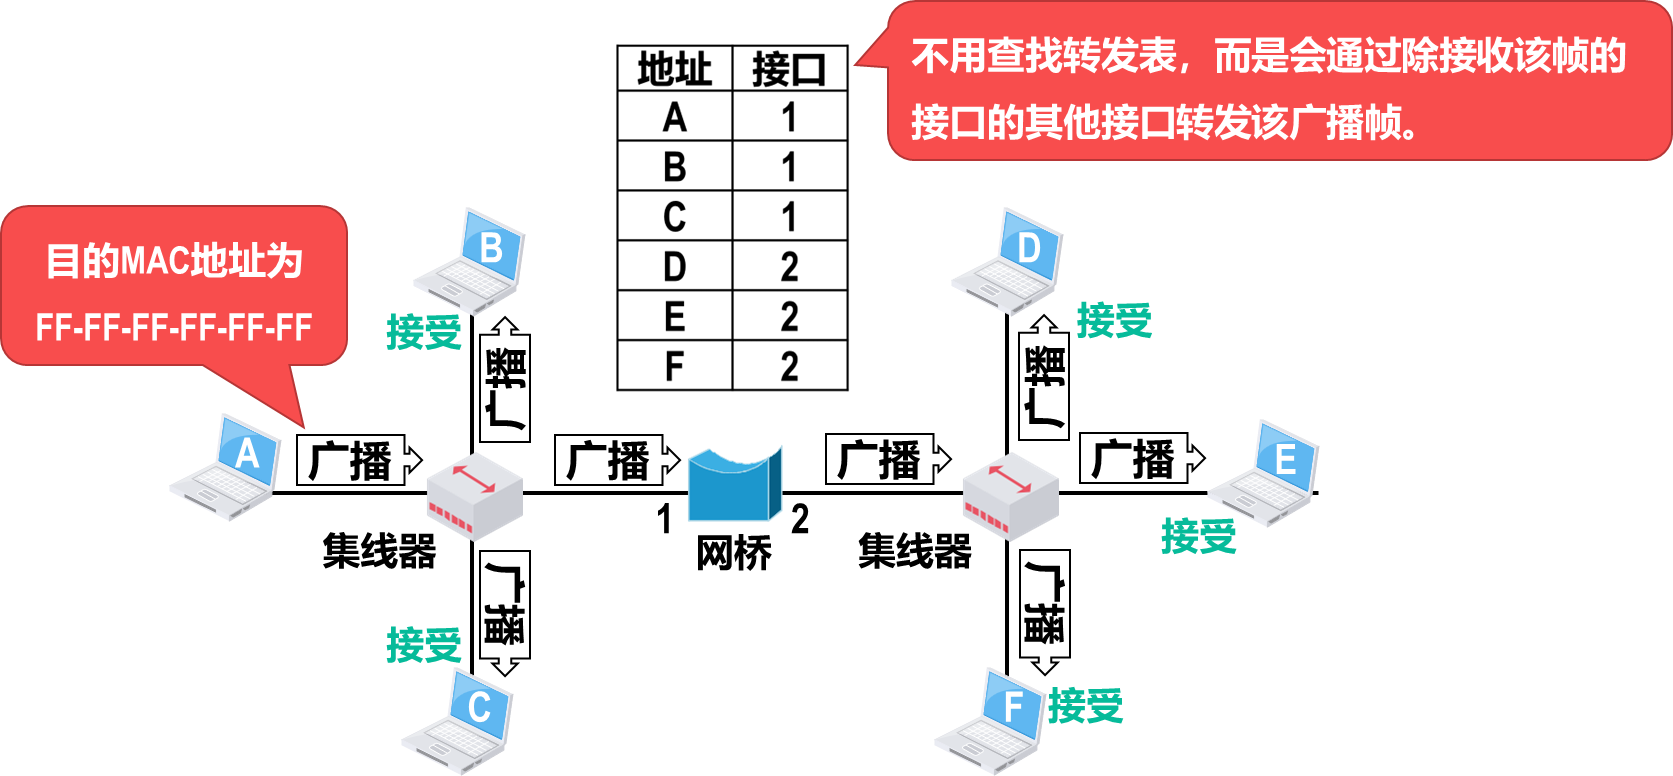 地址 接口
A 1
B 1
C 1
D 2
E 2
F 2
不用查找转发表，而是会通过除接收该帧的
接口的其他接口转发该广播帧。
目的MAC地址为
FF-FF-FF-FF-FF-FF
B
接受
广播
D
接受
广播
A
广播
广播
广播
广播
E
接受
1
2
集线器
网桥
集线器
广播
接受
C
广播
接受
F